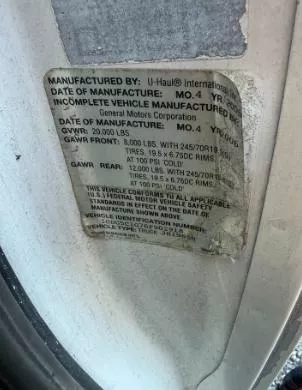 MANUFACTURED BY: U-Haul® International
DATE OF MANUFACTURE: MO. 4 YR.
INCOMPLETE VEHICLE MANUFACTURED
General Motors Corporation
DATE OF MANUFACTURE: MO. 4
GVWR: 20,000 LBS.
GAWR FRONT: 8,000 LBS. WITH 245/70R19.5
TIRES, 19.5 x 6.75DC RIMS,
AT 100 PSI COLD
GAWR REAR: 12,000 LBS. WITH 245/70R19.5
TIRES, 19.5 x 6.75DC RIMS,
AT 100 PSI 'COLD'
THIS VEHICLE CONFORMS TO ALL APPLICABLE
(U.S.) FEDERAL MOTOR VEHICLE SAFETY
STANDARDS IN EFFECT ON THE DATE OF
MANUFACTURE SHOWN ABOVE.
VEHICLE IDENTIFICATION NUMBER:
VEHICLE TYPE: TRUCK